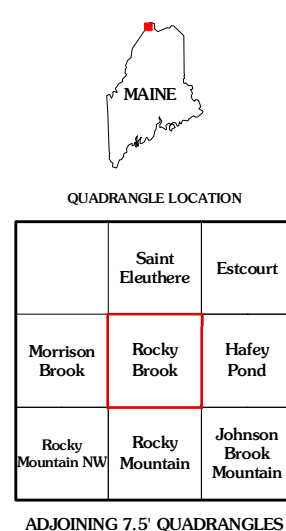 MAINE
QUADRANGLE LOCATION
Saint
Eleuthere
Estcourt
Morrison
Brook
Rocky
Brook
Hafey
Pond
Rocky
Mountain NW
Rocky
Mountain
Johnson
Brook
Mountain
ADJOINING 7.5' QUADRANGLES